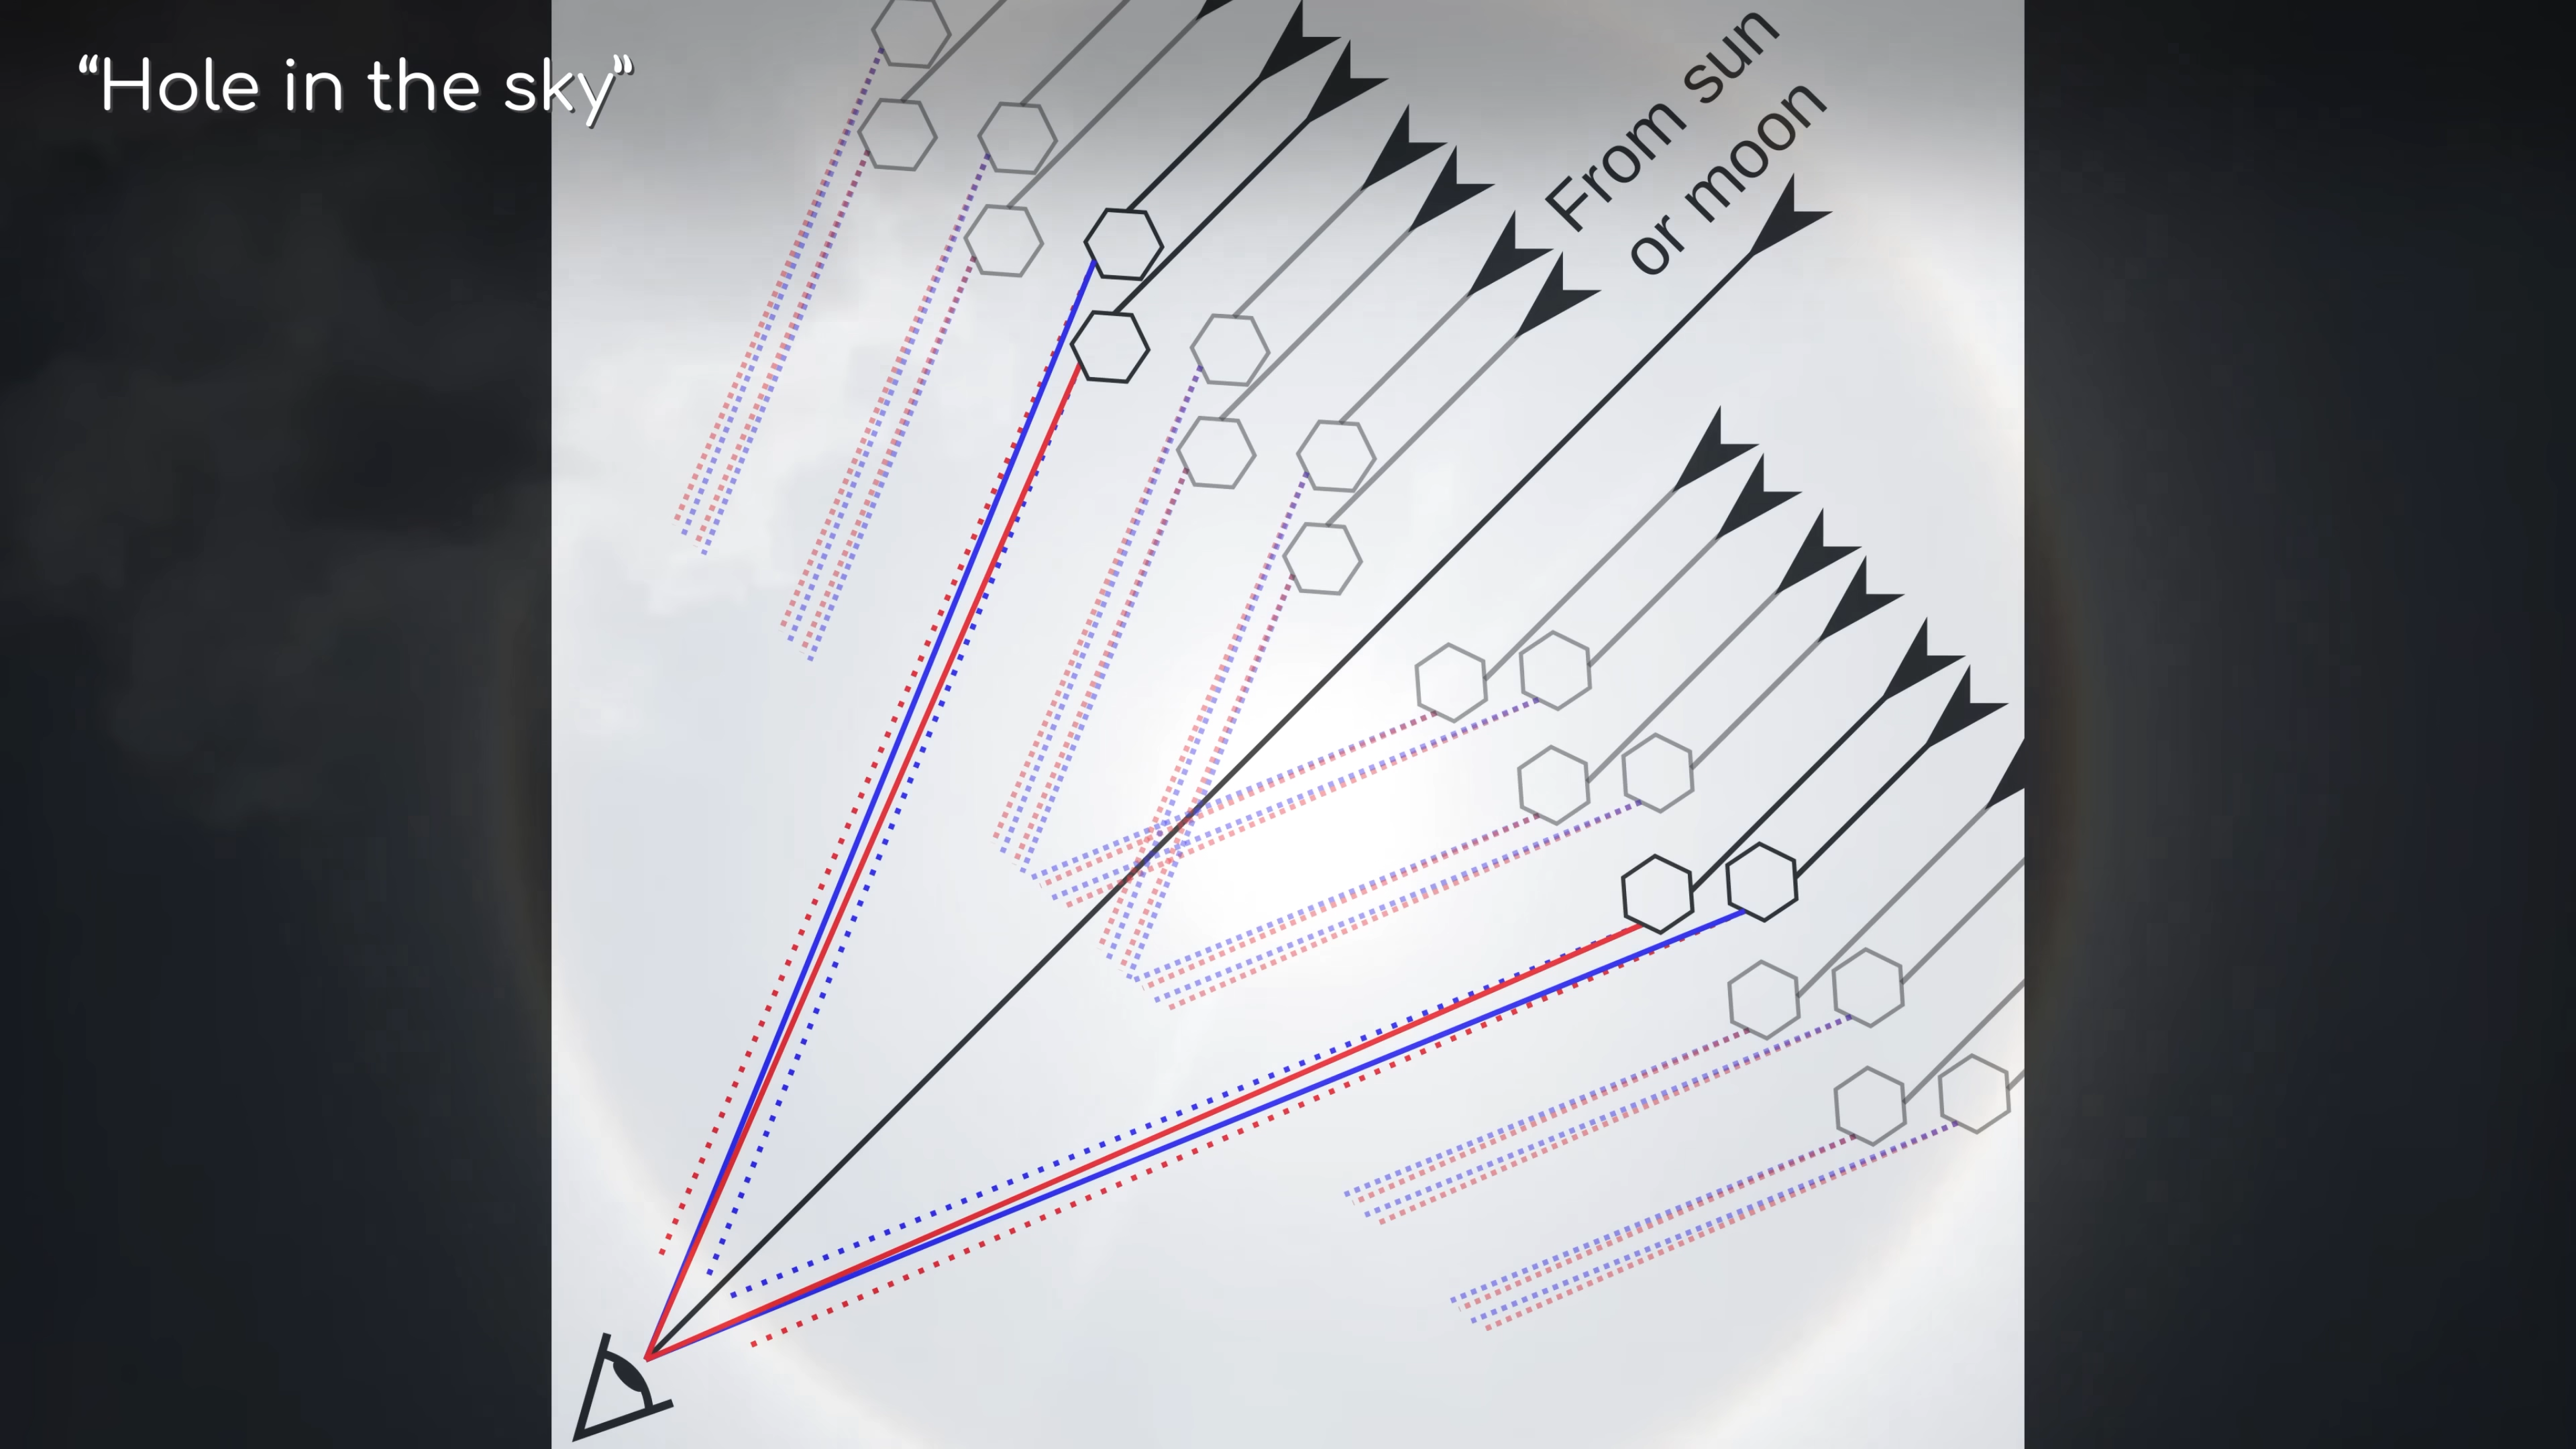 “Hole in the sky”
From sun
or moon